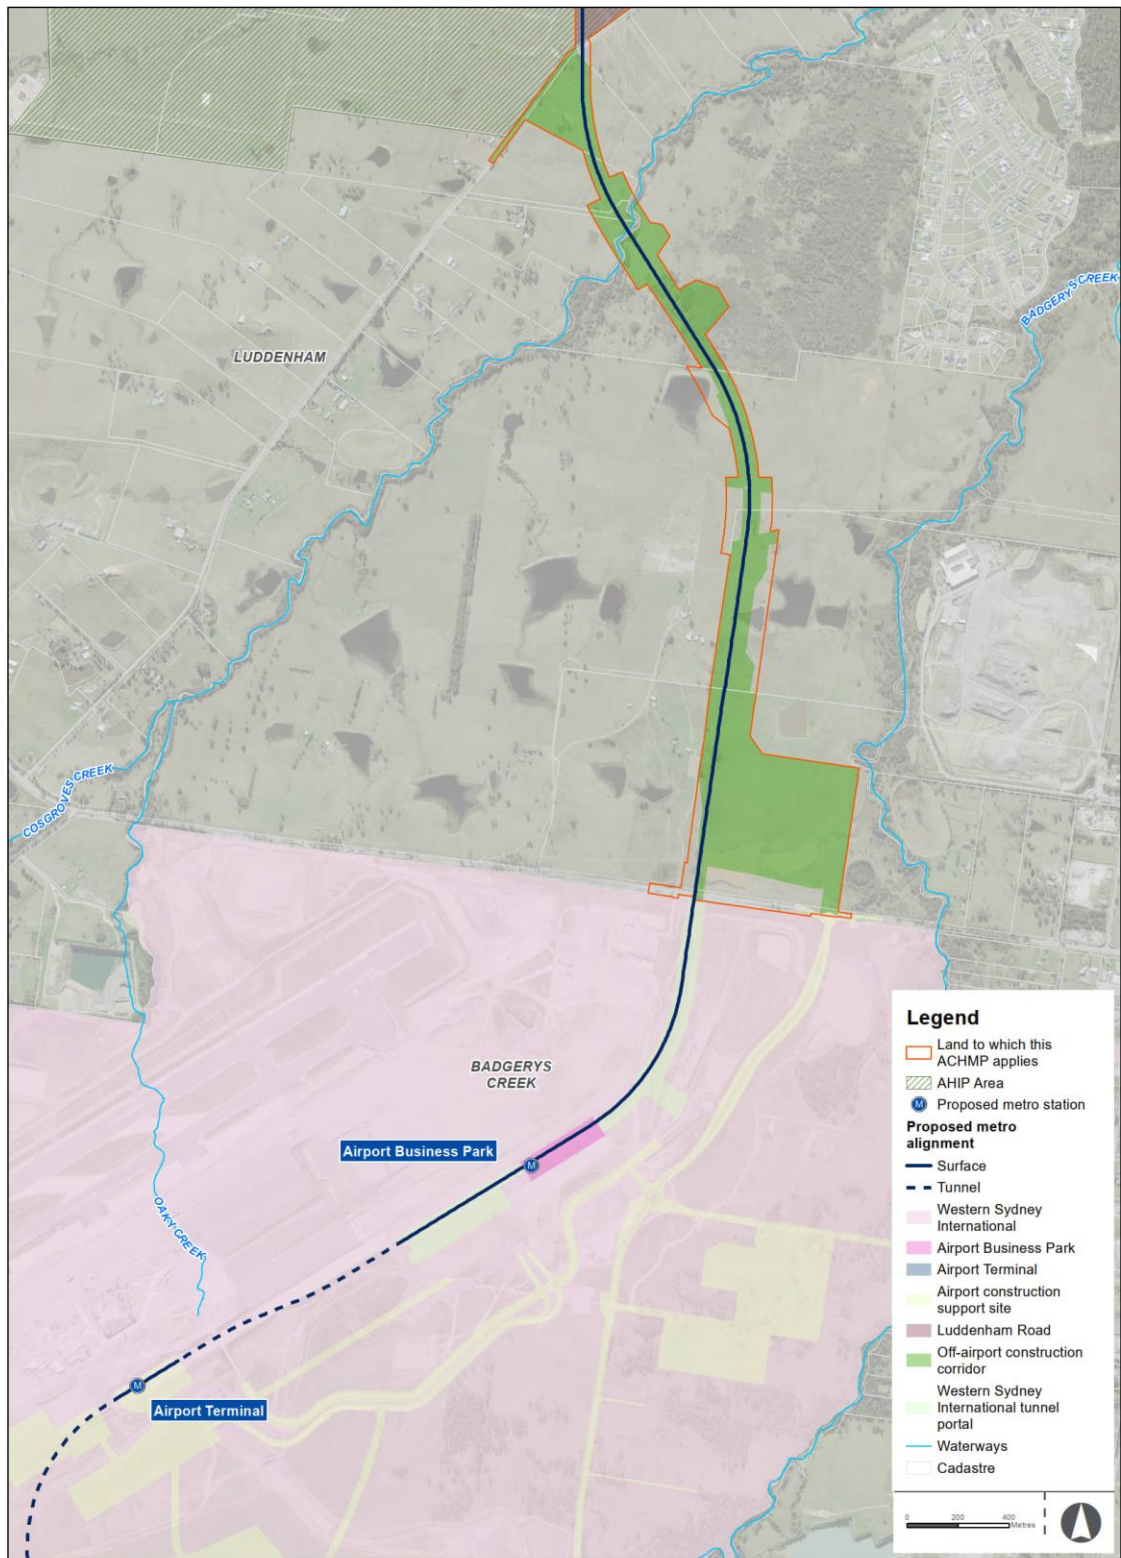 LUDDENHAM
BADGERYS CREEK
COSGROVES CREEK
BADGERYS
CREEK
Airport Business Park
M
OAKY CREEK
M
Airport Terminal
Legend
Land to which this
ACHMP applies
AHIP Area
M Proposed metro station
Proposed metro
alignment
Surface
Tunnel
Western Sydney
International
Airport Business Park
Airport Terminal
Airport construction
support site
Luddenham Road
Off-airport construction
corridor
Western Sydney
International tunnel
portal
Waterways
Cadastre
0 200 400
Metres